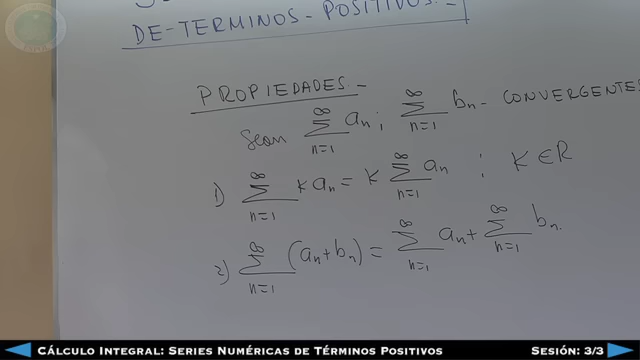 DE-TERMINOS-POSITIVOS.-
PROPIEDADES-
Sean ∑_{n=1}^{∞} a_n ; ∑_{n=1}^{∞} b_n - CONVERGENTES
1) ∑_{n=1}^{∞} K a_n = K ∑_{n=1}^{∞} a_n ; K ∈ R
2) ∑_{n=1}^{∞} (a_n + b_n) = ∑_{n=1}^{∞} a_n + ∑_{n=1}^{∞} b_n.
Cálculo Integral: Series Numéricas de Términos Positivos Sesión: 3/3